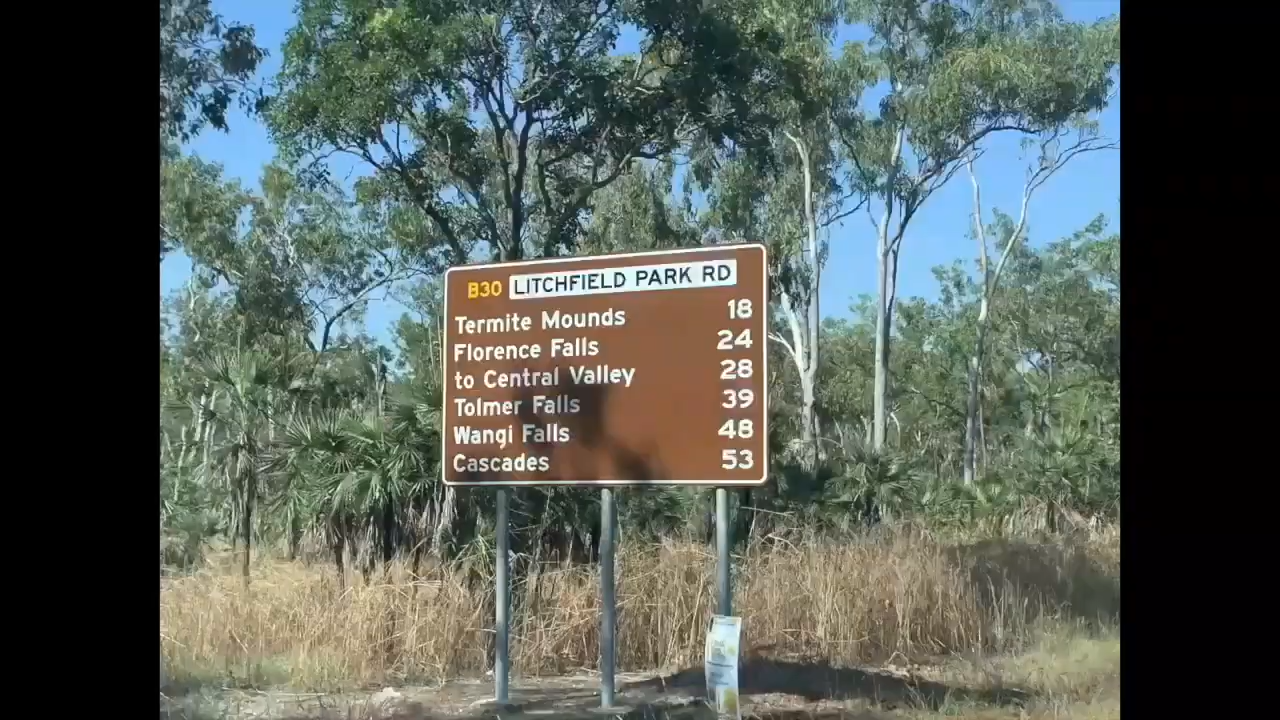 B30 LITCHFIELD PARK RD
Termite Mounds 18
Florence Falls 24
to Central Valley 28
Tolmer Falls 39
Wangi Falls 48
Cascades 53